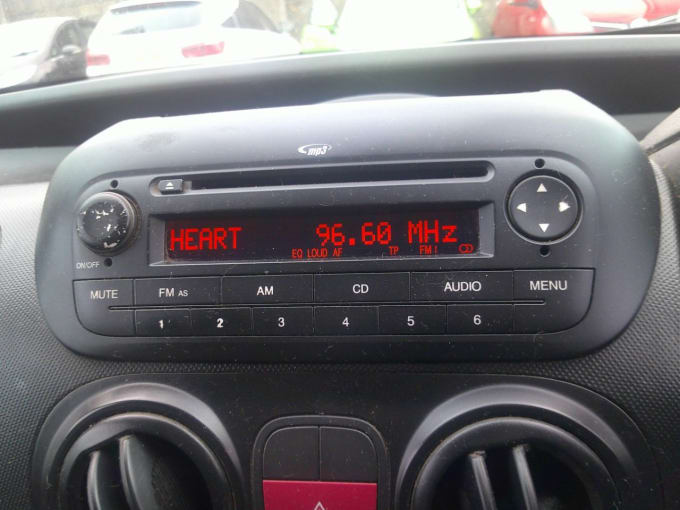 mp3
HEART 96.60 MHz
EQ LOUD AF TP FM1
ON/OFF
MUTE FM AS AM CD AUDIO MENU
1 2 3 4 5 6